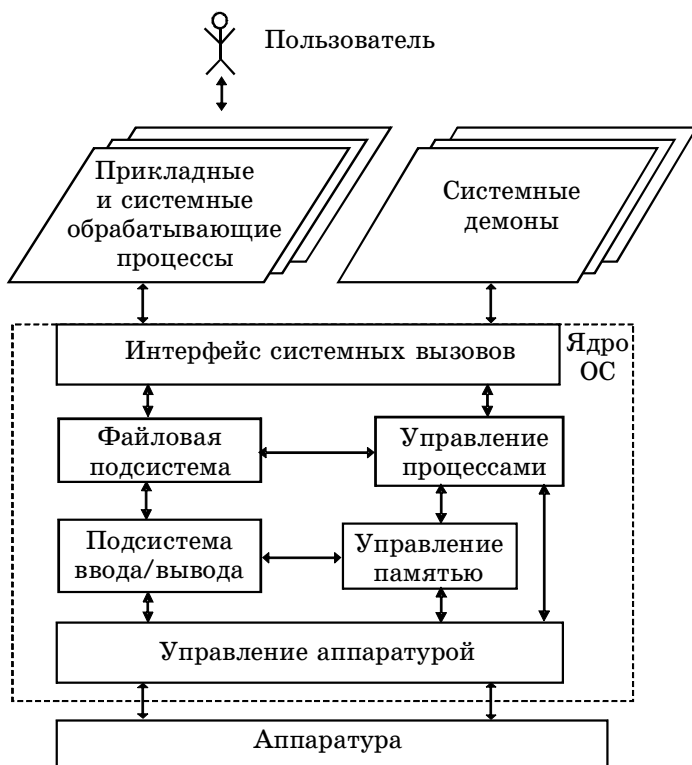 Пользователь
Прикладные
и системные
обрабатывающие
процессы
Системные
демоны
Интерфейс системных вызовов
Ядро
ОС
Файловая
подсистема
Управление
процессами
Подсистема
ввода/вывода
Управление
памятью
Управление аппаратурой
Аппаратура